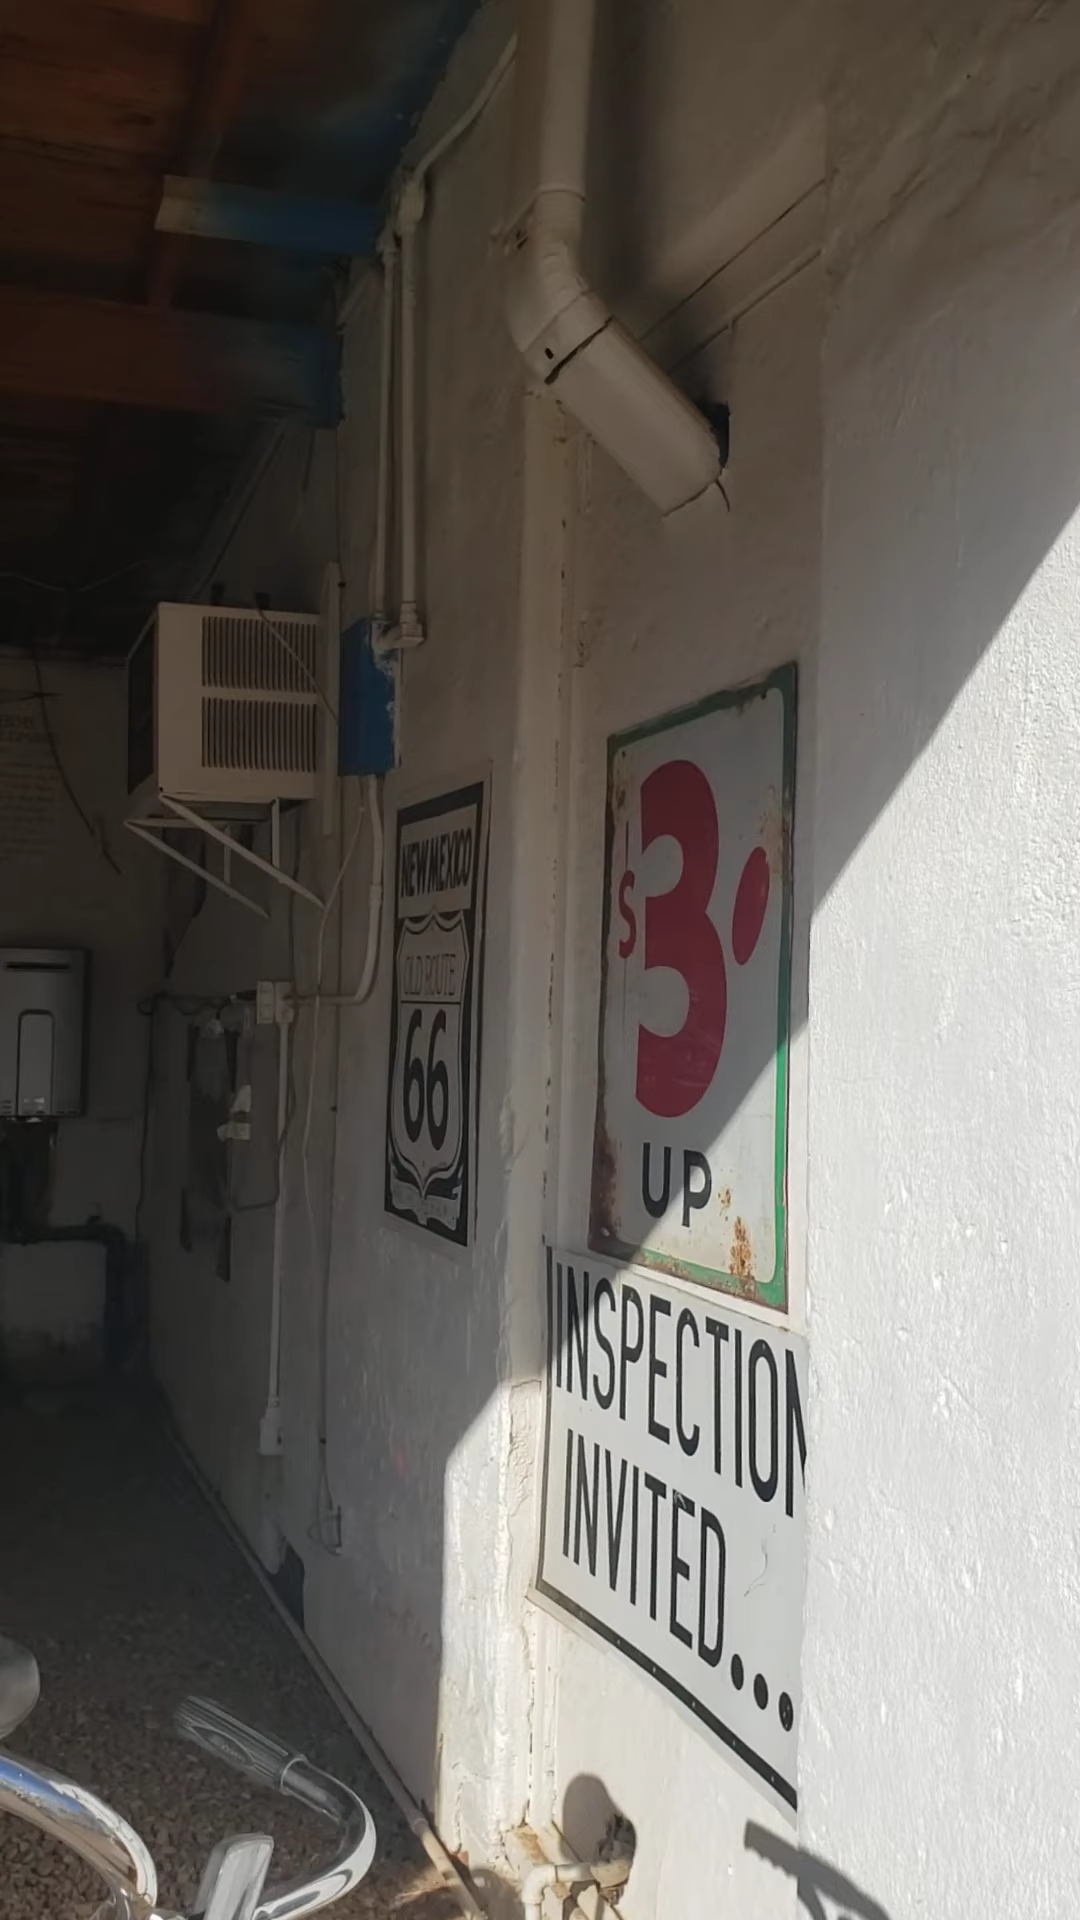 NEW MEXICO
OLD ROUTE
66
$3.
UP
INSPECTION
INVITED...